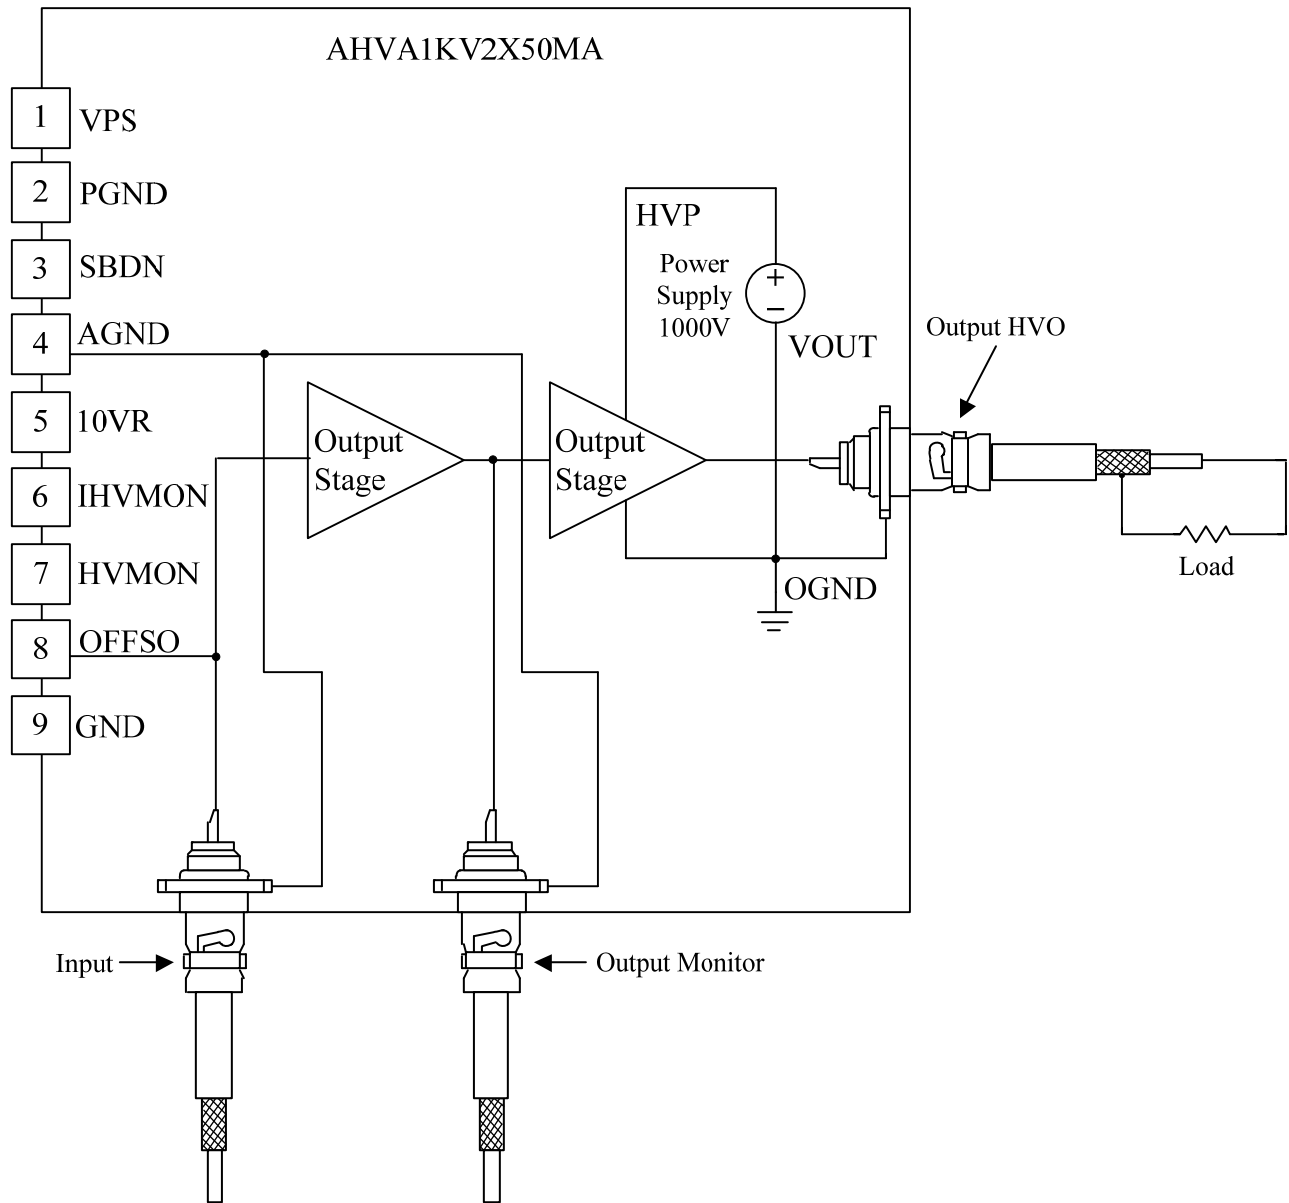 AHVA1KV2X50MA
1 VPS
2 PGND
3 SBDN
4 AGND
5 10VR
6 IHVMON
7 HVMON
8 OFFSO
9 GND
HVP
Power
Supply
1000V
+
−
VOUT
Output HVO
Output
Stage
Output
Stage
Load
OGND
Input
Output Monitor